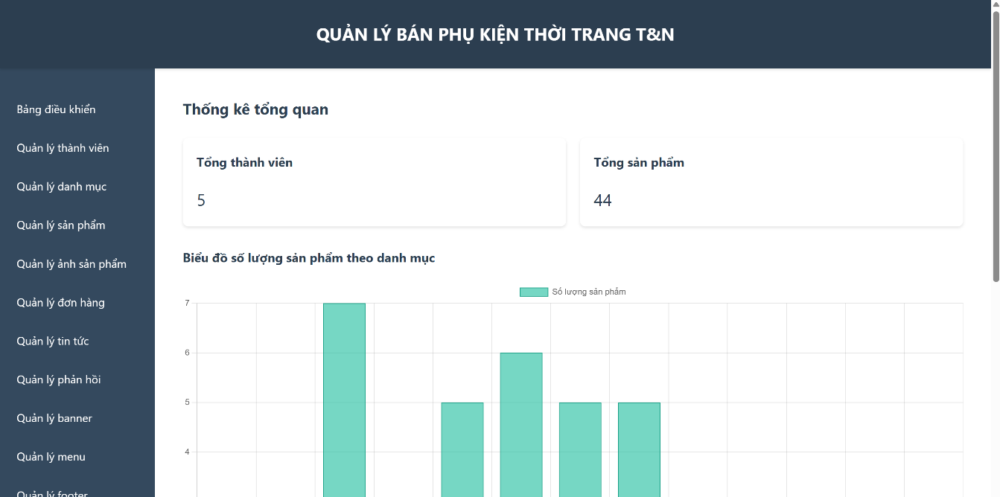 QUẢN LÝ BÁN PHỤ KIỆN THỜI TRANG T&N
Bảng điều khiển
Quản lý thành viên
Quản lý danh mục
Quản lý sản phẩm
Quản lý ảnh sản phẩm
Quản lý đơn hàng
Quản lý tin tức
Quản lý phản hồi
Quản lý banner
Quản lý menu
Quản lý footer
Thống kê tổng quan
Tổng thành viên
5
Tổng sản phẩm
44
Biểu đồ số lượng sản phẩm theo danh mục
Số lượng sản phẩm
7
6
5
4